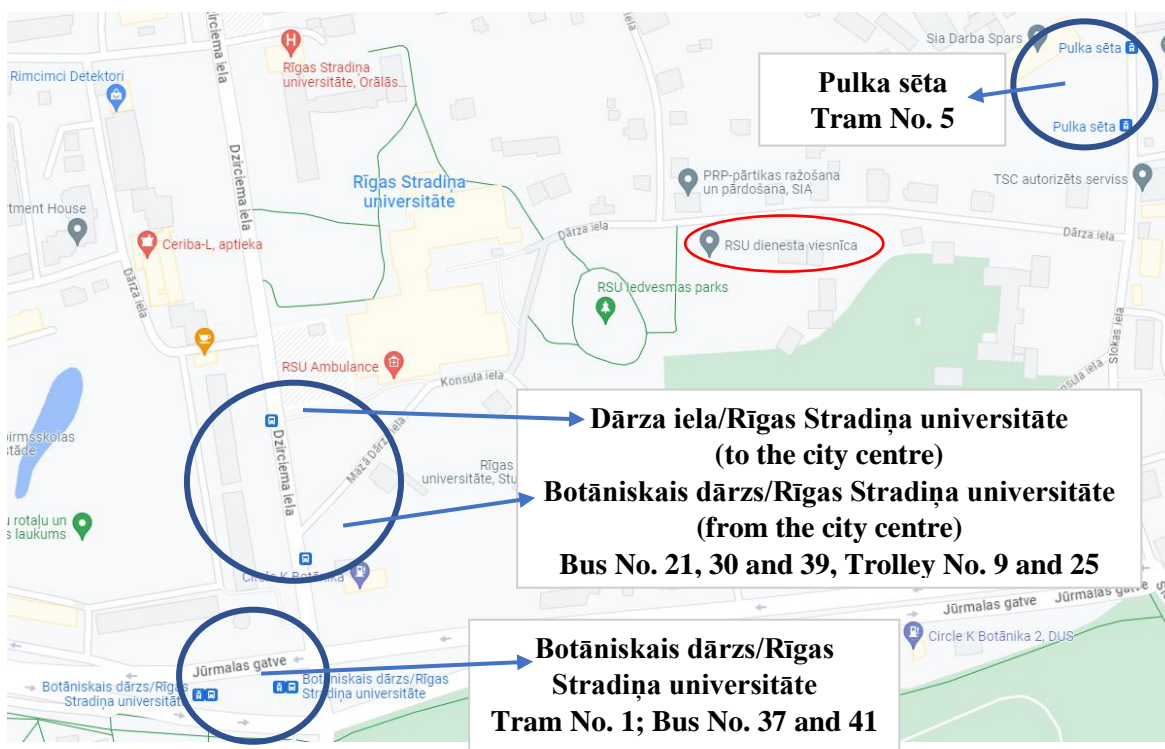 Dzirciema iela
Rīgas Stradiņa
universitāte, Orālās...
Rimcimci Detektori
Sia Darba Spars
Pulka sēta
Pulka sēta
Tram No. 5
Pulka sēta
Dzirciema iela
Rīgas Stradiņa
universitāte
PRP-pārtikas ražošana
un pārdošana, SIA
TSC autorizēts serviss
tment House
Ceriba-L, aptieka
Dārza iela
RSU dienesta viesnīca
Dārza iela
Dārza iela
RSU Iedvesmas parks
Slokas iela
RSU Ambulance
Konsula iela
Dārza iela/Rīgas Stradiņa universitāte
(to the city centre)
Botāniskais dārzs/Rīgas Stradiņa universitāte
(from the city centre)
Bus No. 21, 30 and 39, Trolley No. 9 and 25
Dzirciema iela
Mazā Dārza iela
Rīgas
universitāte, Stu
irmsskolas
stāde
u rotaļu un
s laukums
Circle K Botānika
Jūrmalas gatve
Jūrmalas gatve
Circle K Botānika 2, DUS
Jūrmalas gatve
Botāniskais dārzs/Rīgas
Stradiņa universitāte
Botāniskais dārzs/Rīgas
Stradiņa universitāte
Botāniskais dārzs/Rīgas
Stradiņa universitāte
Tram No. 1; Bus No. 37 and 41